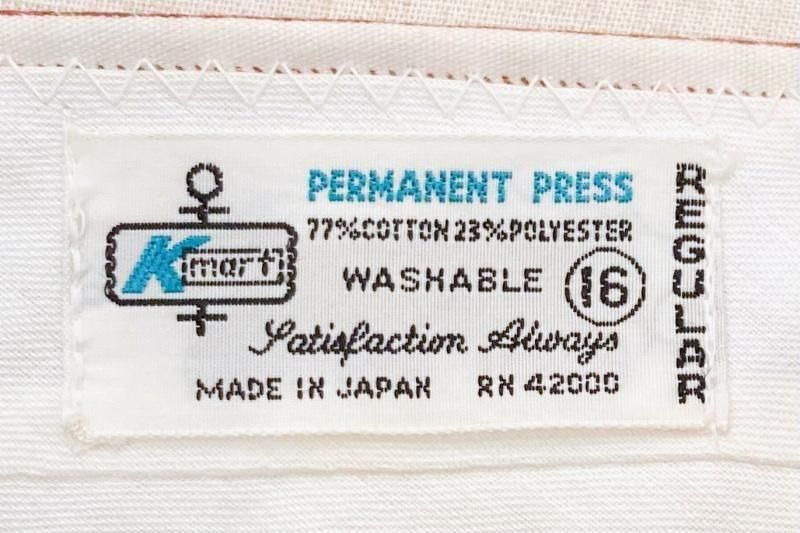 PERMANENT PRESS
77%COTTON 23%POLYESTER
Kmart
WASHABLE 16
Satisfaction Always
MADE IN JAPAN RN 42000
REGULAR